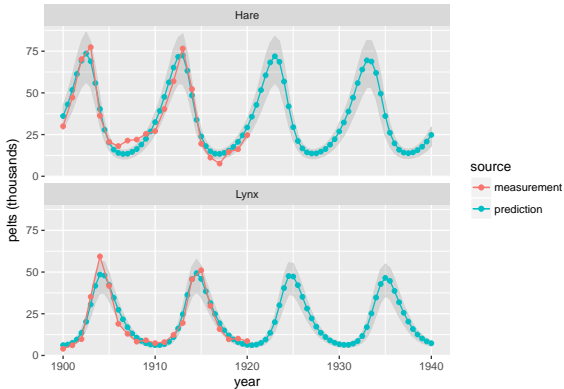 Hare
75
50
25
0
Lynx
75
50
25
0
1900 1910 1920 1930 1940
year
pelts (thousands)
source
measurement
prediction